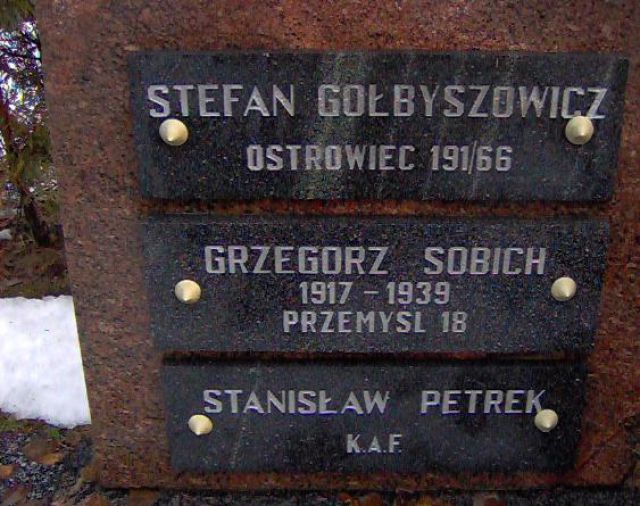 STEFAN GOŁBYSZOWICZ
OSTROWIEC 191/66
GRZEGORZ SOBICH
1917 - 1939
PRZEMYSL 18
STANISŁAW PETREK
K.A.F.